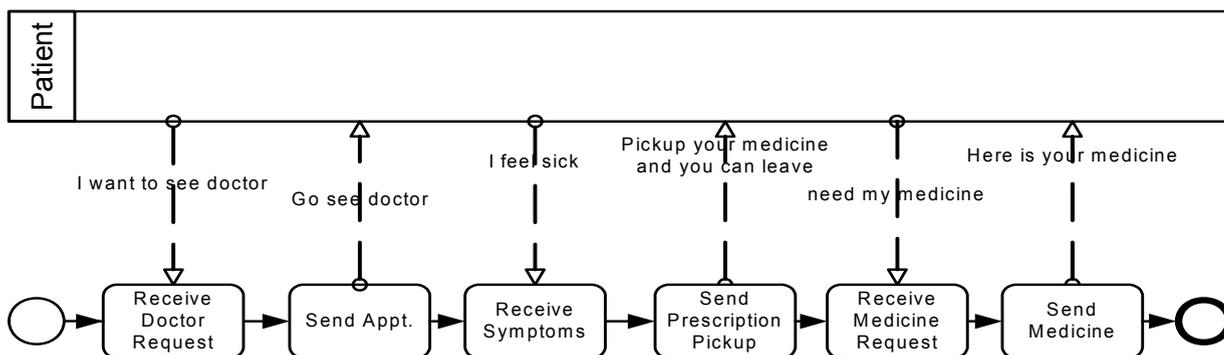 Patient
I want to see doctor
Go see doctor
I feel sick
Pickup your medicine
and you can leave
need my medicine
Here is your medicine
Receive
Doctor
Request
Send Appt.
Receive
Symptoms
Send
Prescription
Pickup
Receive
Medicine
Request
Send
Medicine